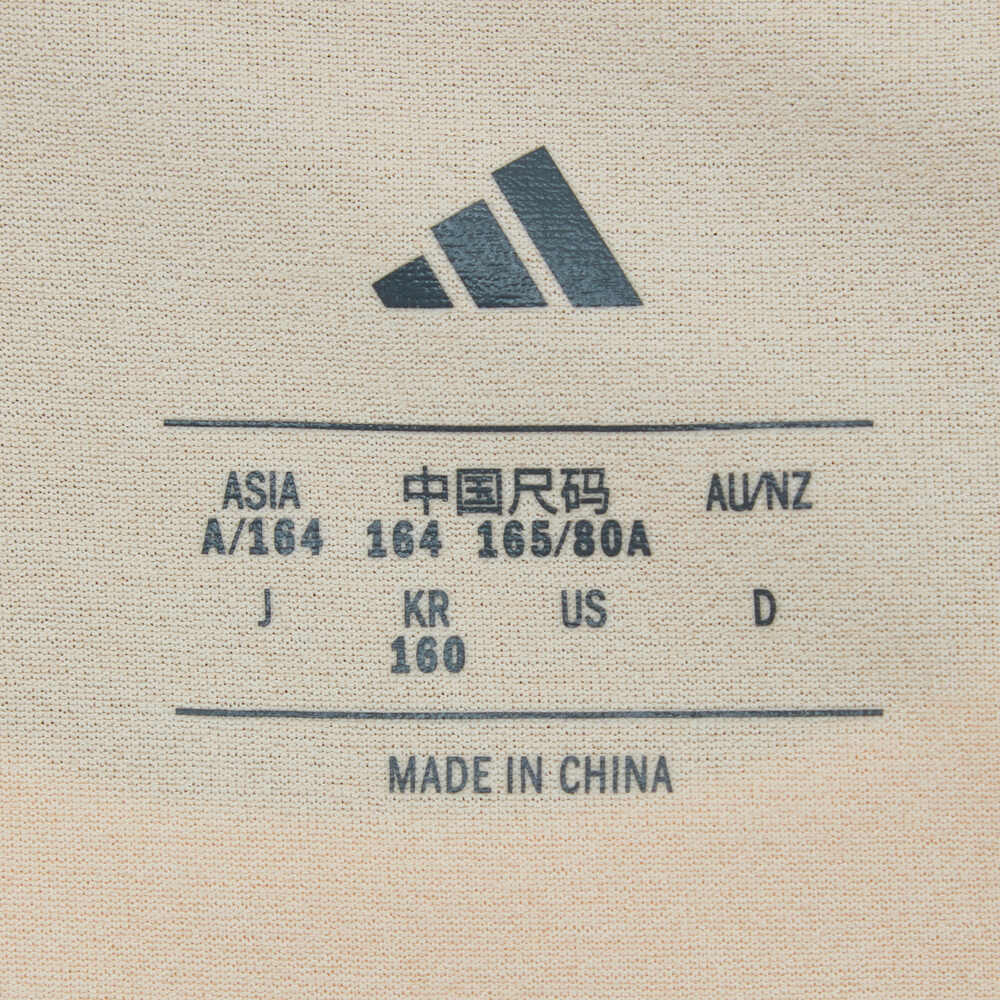 ASIA 中国尺码 AU/NZ
A/164 164 165/80A
J KR US D
160
MADE IN CHINA